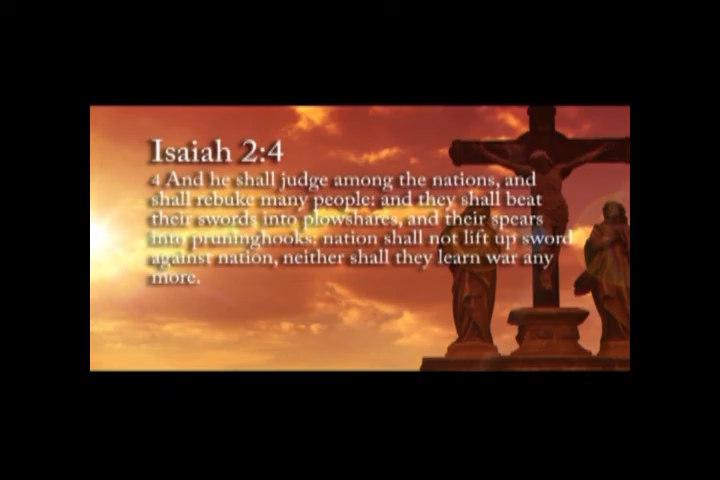 Isaiah 2:4
4 And he shall judge among the nations, and
shall rebuke many people: and they shall beat
their swords into plowshares, and their spears
into pruninghooks: nation shall not lift up sword
against nation, neither shall they learn war any
more.